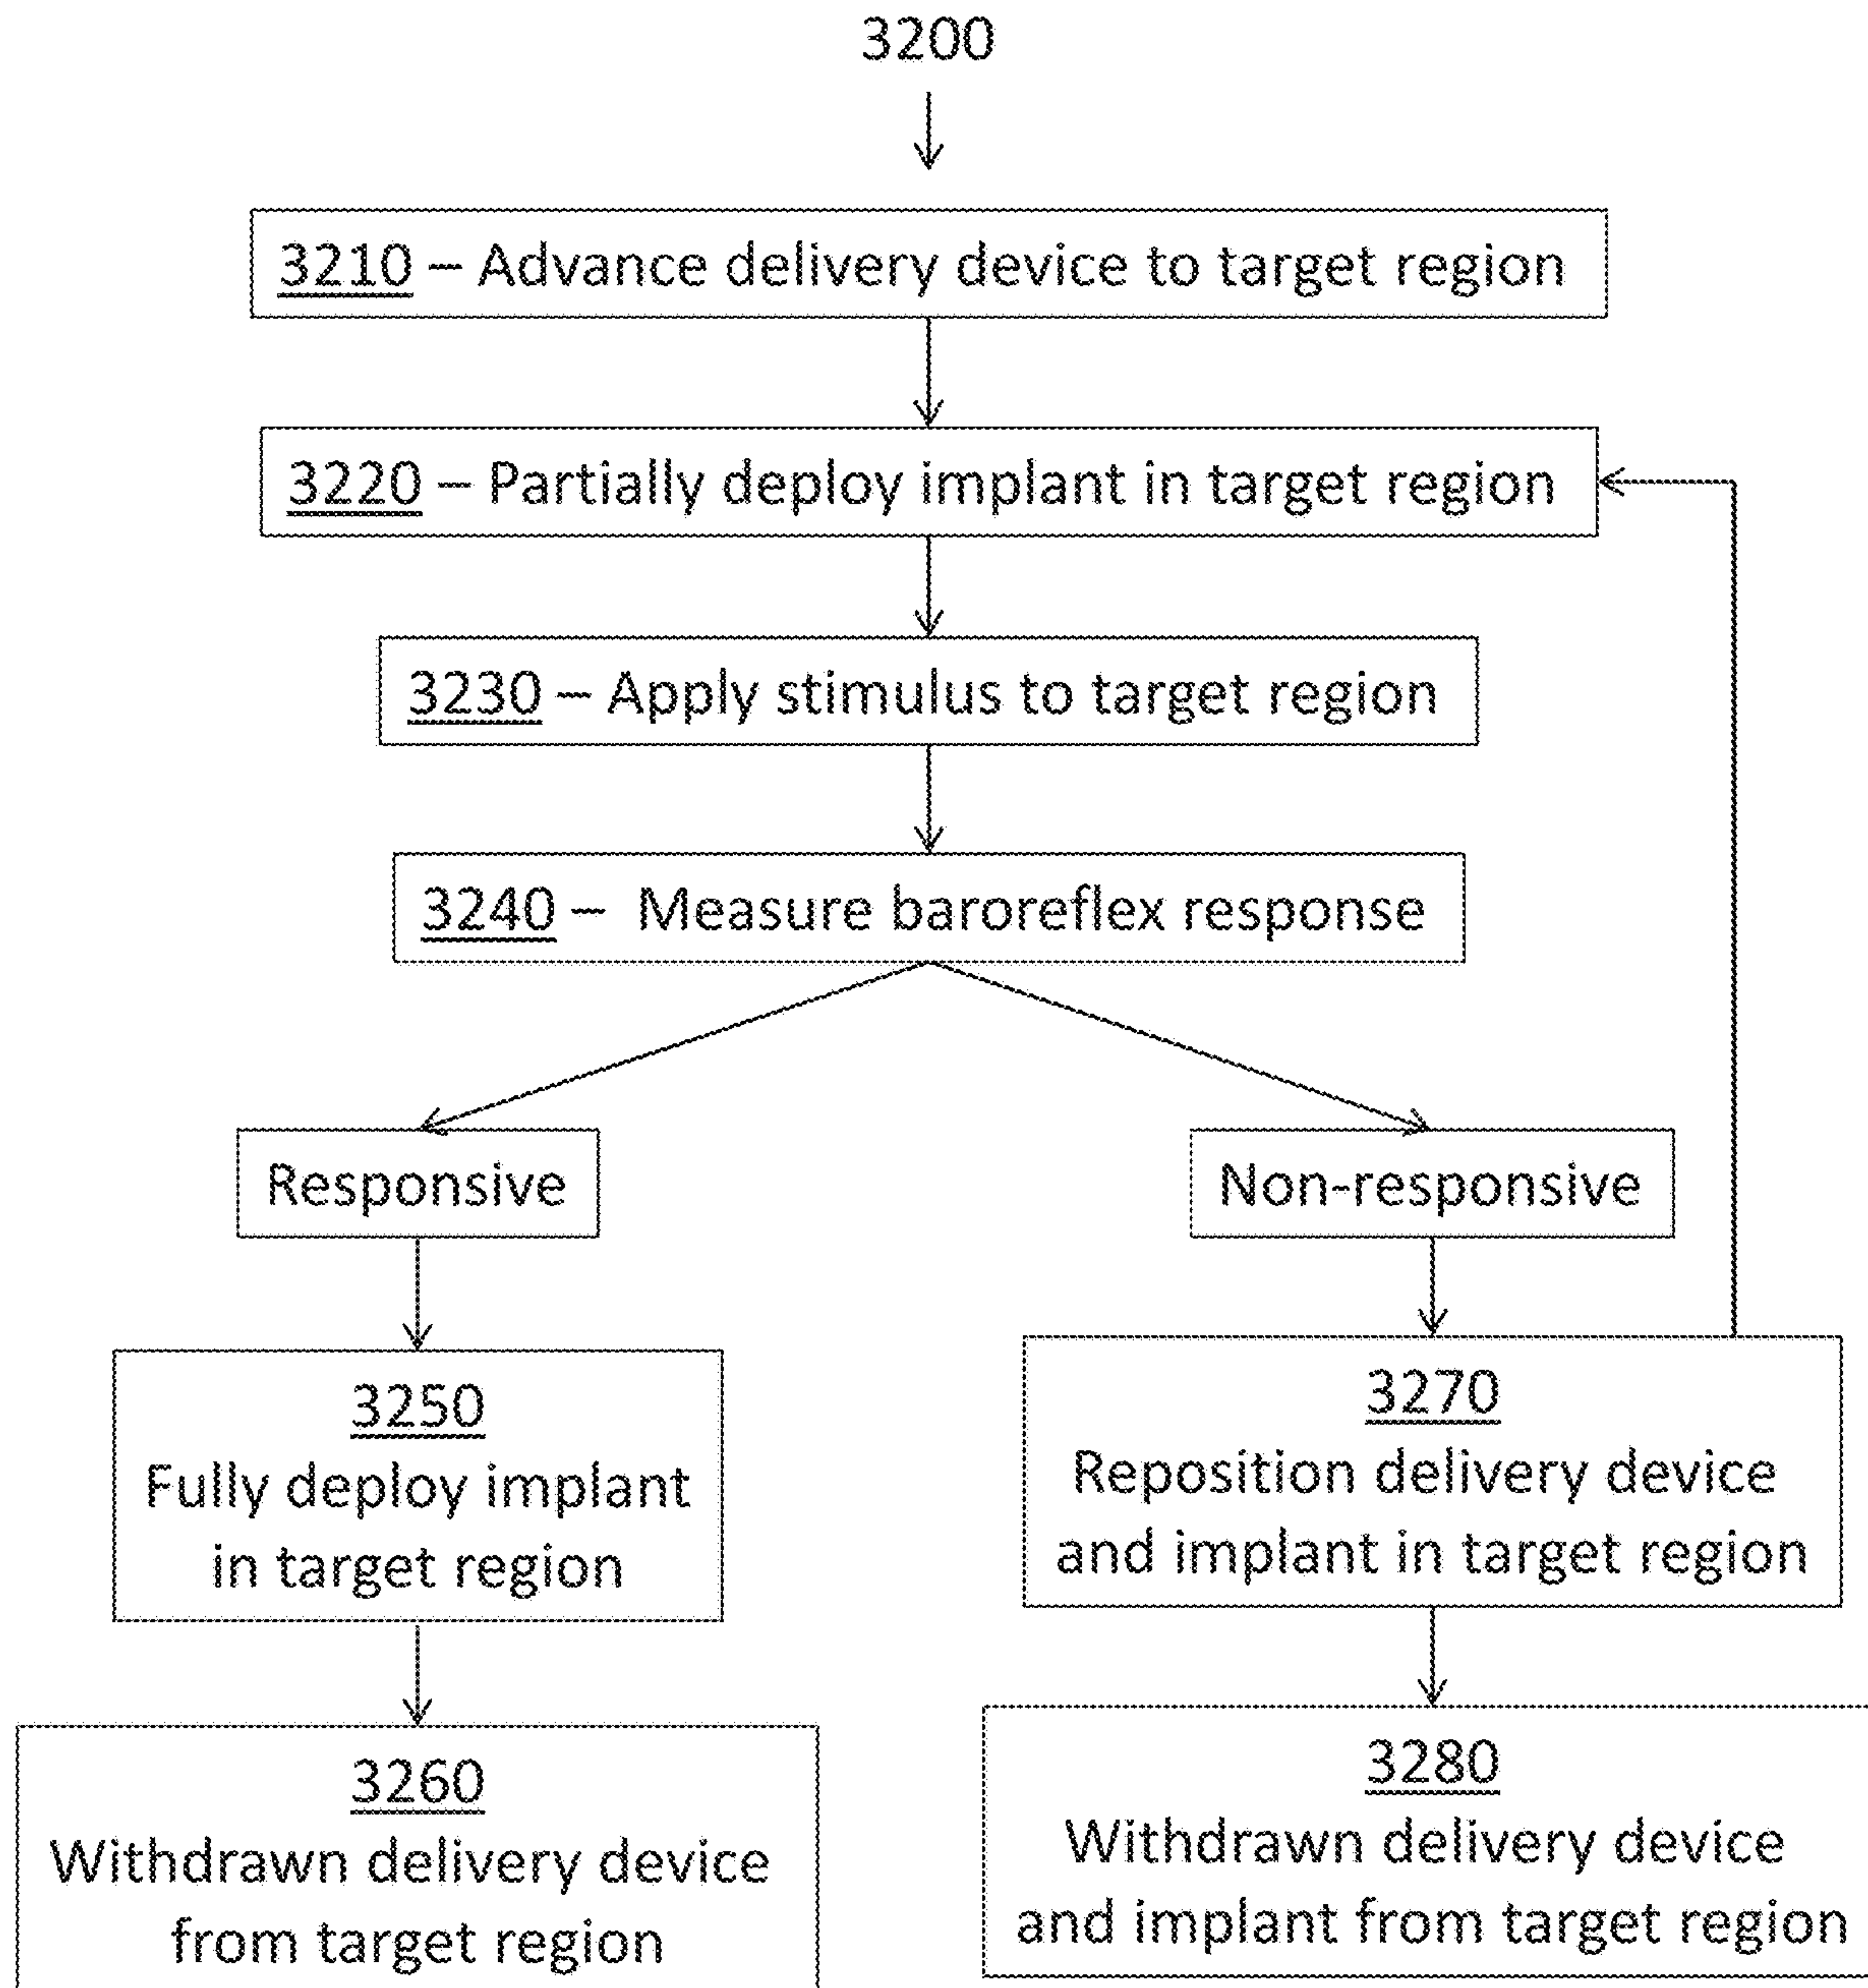 3200
3210 – Advance delivery device to target region
3220 – Partially deploy implant in target region
3230 – Apply stimulus to target region
3240 – Measure baroreflex response
Responsive
Non-responsive
3250
Fully deploy implant
in target region
3270
Reposition delivery device
and implant in target region
3260
Withdrawn delivery device
from target region
3280
Withdrawn delivery device
and implant from target region